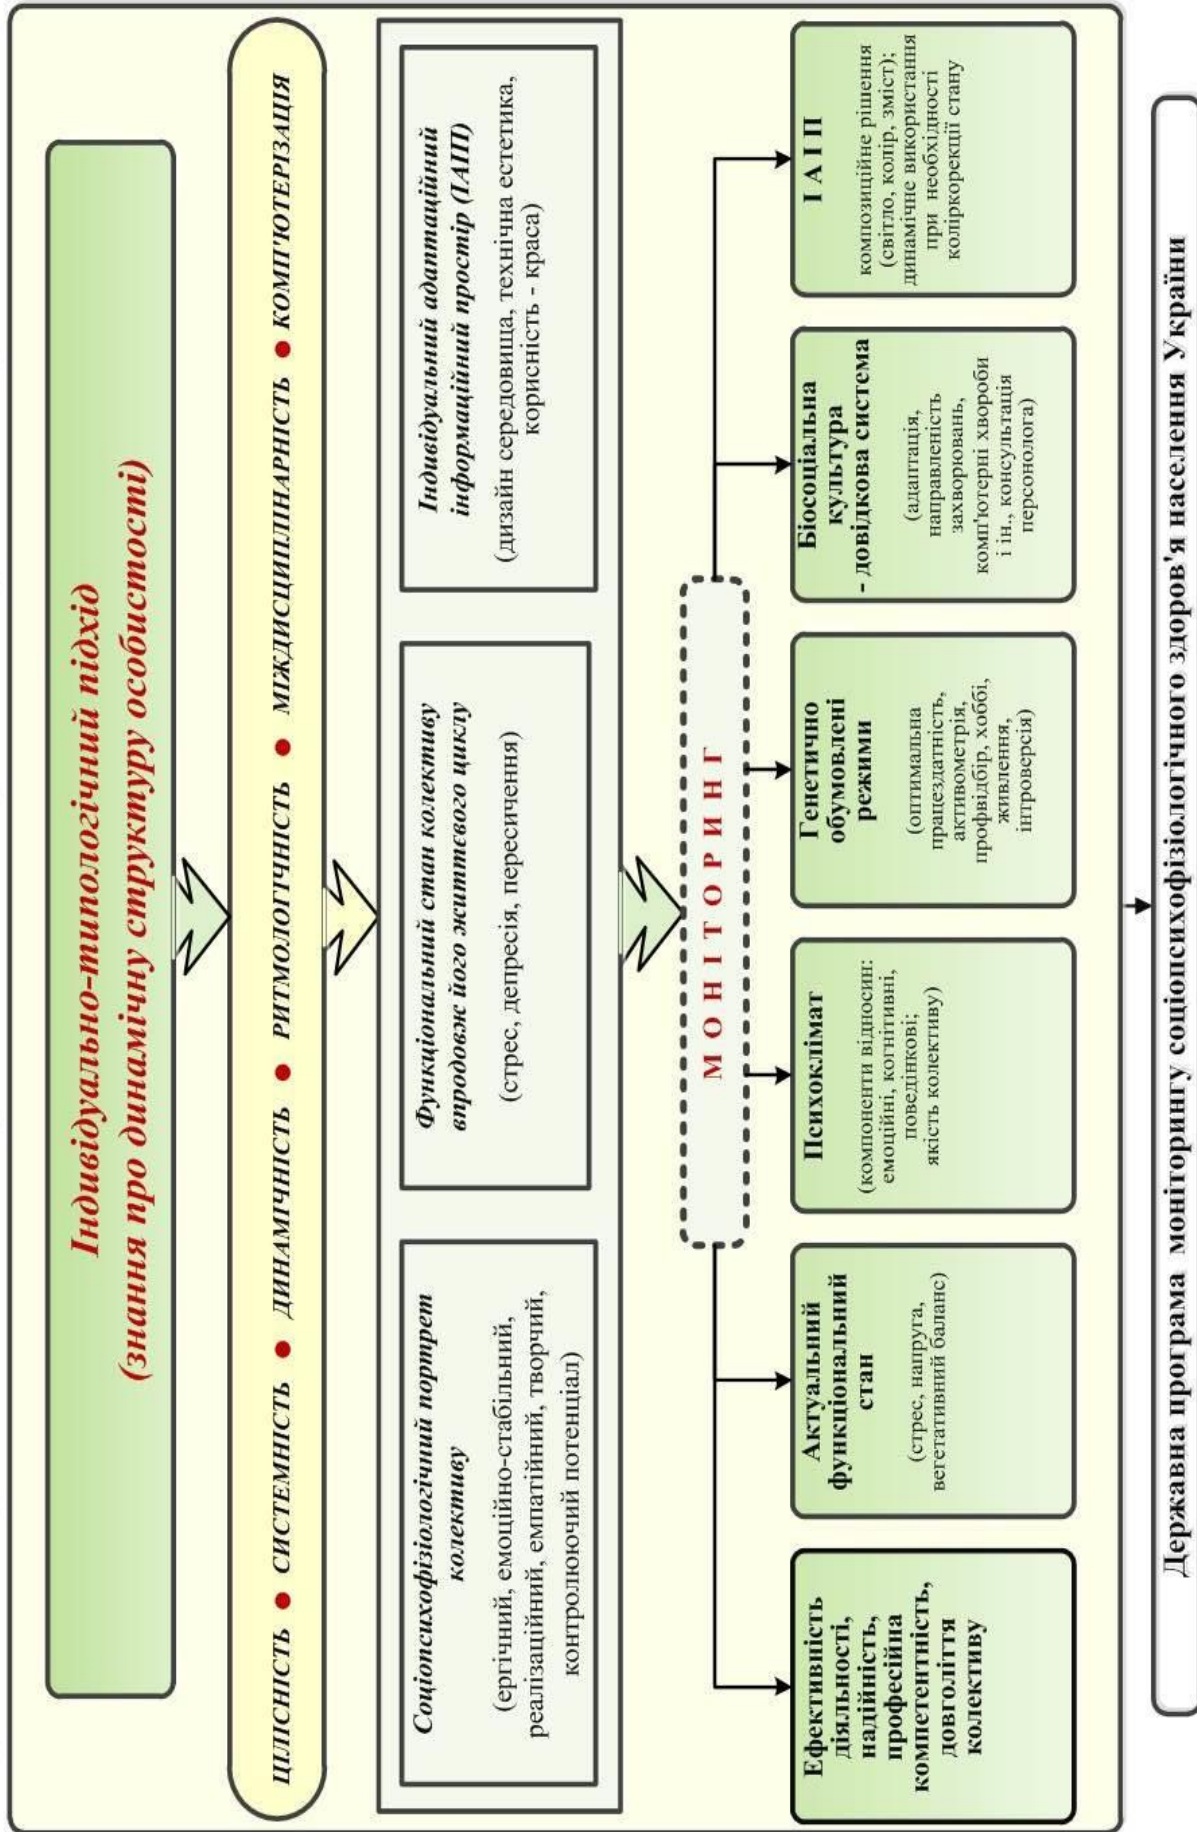 Індивідуально-типологічний підхід
(знання про динамічну структуру особистості)
ЦІЛІСНІСТЬ ● СИСТЕМНІСТЬ ● ДИНАМІЧНІСТЬ ● РИТМОЛОГІЧНІСТЬ ● МІЖДИСЦИПЛІНАРНІСТЬ ● КОМП'ЮТЕРІЗАЦІЯ
Соціопсихофізіологічний портрет
колективу
(ергічний, емоційно-стабільний,
реалізаційний, емпатійний, творчий,
контролюючий потенціал)
Функціональний стан колективу
впродовж його життєвого циклу
(стрес, депресія, пересичення)
Індивідуальний адаптаційний
інформаційний простір (ІАІП)
(дизайн середовища, технічна естетика,
корисність - краса)
МОНІТОРИНГ
Ефективність
діяльності,
надійність,
професійна
компетентність,
довголіття
колективу
Актуальний
функціональний
стан
(стрес, напруга,
вегетативний баланс)
Психоклімат
(компоненти відносин:
емоційні, когнітивні,
поведінкові;
якість колективу)
Генетично
обумовлені
режими
(оптимальна
працездатність,
активометрія,
профвідбір, хоббі,
живлення,
інтроверсія)
Біосоціальна
культура
- довідкова система
(адаптація,
направленість
захворювань,
комп'ютерні хвороби
і ін., консультація
персонолога)
І А І П
композиційне рішення
(світло, колір, зміст);
динамічне використання
при необхідності
коліркорекції стану
Державна програма моніторингу соціопсихофізіологічного здоров'я населення України